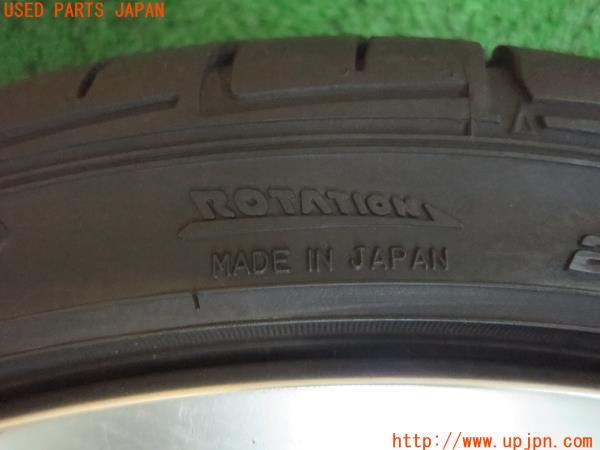 USED PARTS JAPAN
ROTATION
MADE IN JAPAN
http://www.upjpn.com/